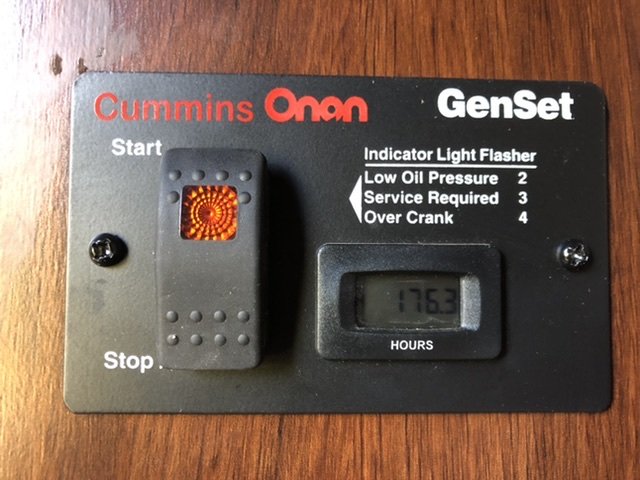 Cummins Onan GenSet
Start
Indicator Light Flasher
Low Oil Pressure 2
Service Required 3
Over Crank 4
176.3
HOURS
Stop